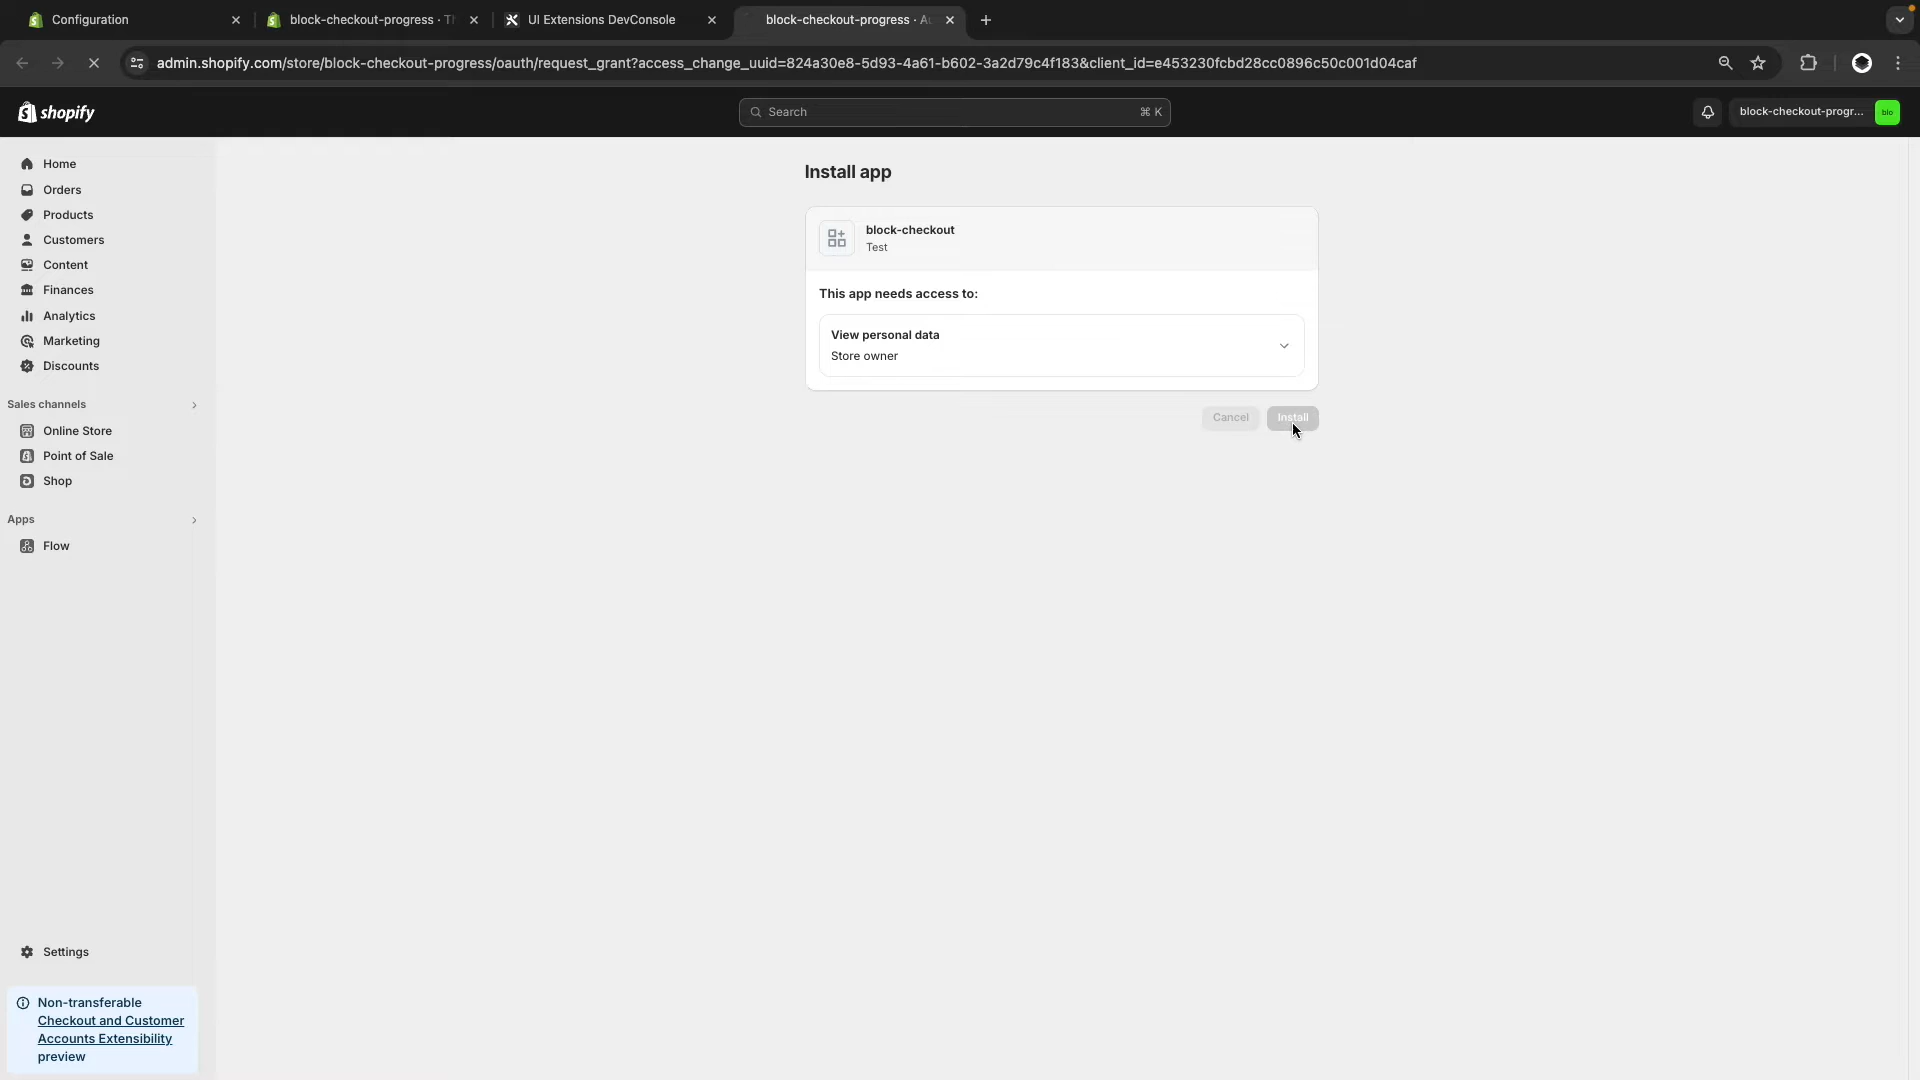 Configuration
block-checkout-progress · Th
UI Extensions DevConsole
block-checkout-progress · Au
admin.shopify.com/store/block-checkout-progress/oauth/request_grant?access_change_uuid=824a30e8-5d93-4a61-b602-3a2d79c4f183&client_id=e453230fcbd28cc0896c50c001d04caf
shopify
Search
⌘ K
block-checkout-progr...
blo
Home
Orders
Products
Customers
Content
Finances
Analytics
Marketing
Discounts
Sales channels
Online Store
Point of Sale
Shop
Apps
Flow
Settings
Non-transferable
Checkout and Customer
Accounts Extensibility
preview
Install app
block-checkout
Test
This app needs access to:
View personal data
Store owner
Cancel
Install